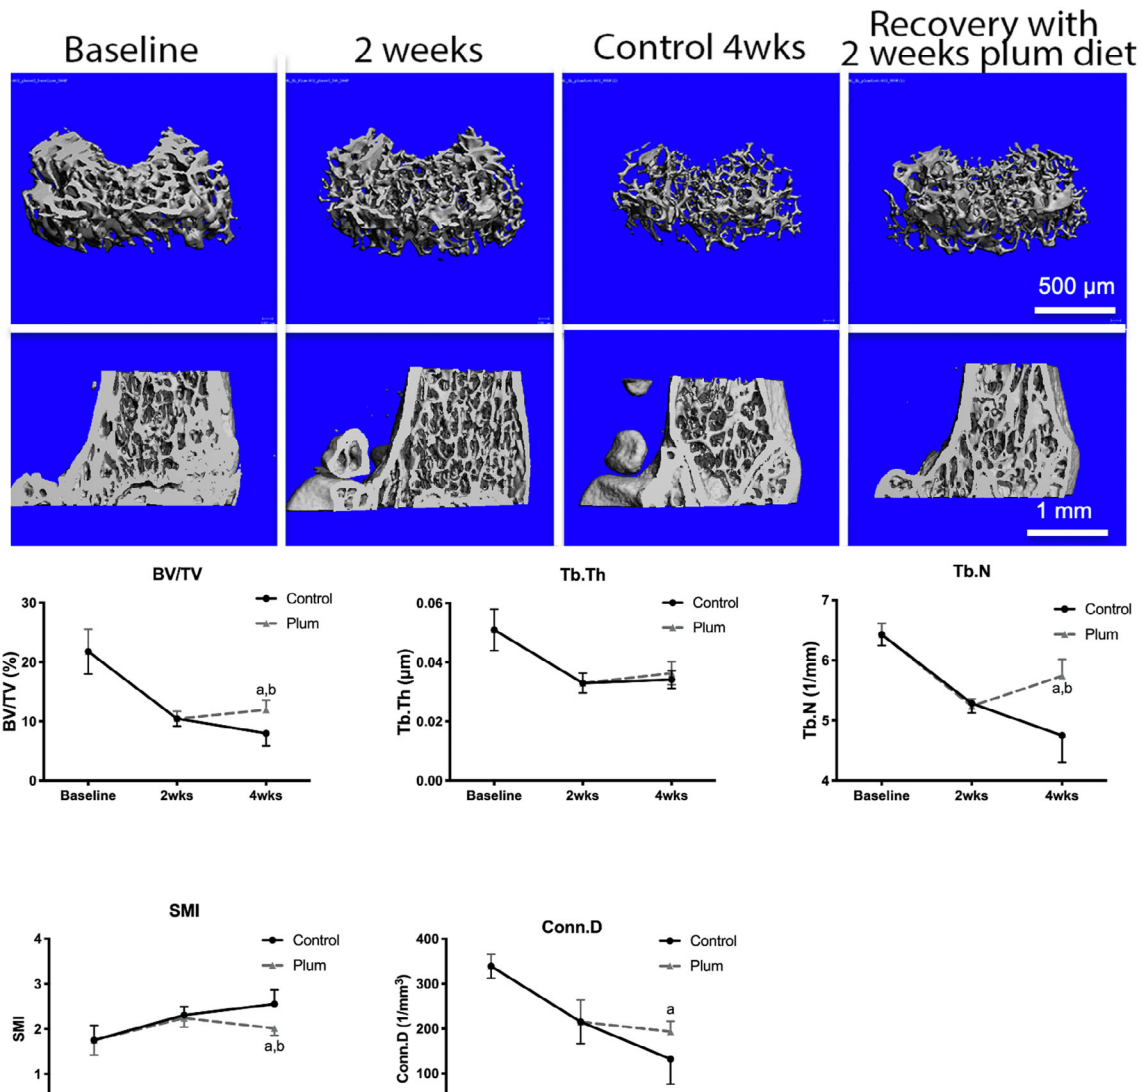 Baseline
2 weeks
Control 4wks
Recovery with
2 weeks plum diet
500 µm
1 mm
BV/TV
Control
Plum
BV/TV (%)
30
20
10
0
a,b
Baseline
2wks
4wks
Tb.Th
Control
Plum
Tb.Th (µm)
0.06
0.04
0.02
0.00
Baseline
2wks
4wks
Tb.N
Control
Plum
Tb.N (1/mm)
7
6
5
4
a,b
Baseline
2wks
4wks
SMI
Control
Plum
SMI
4
3
2
1
a,b
Conn.D
Control
Plum
Conn.D (1/mm³)
400
300
200
100
a